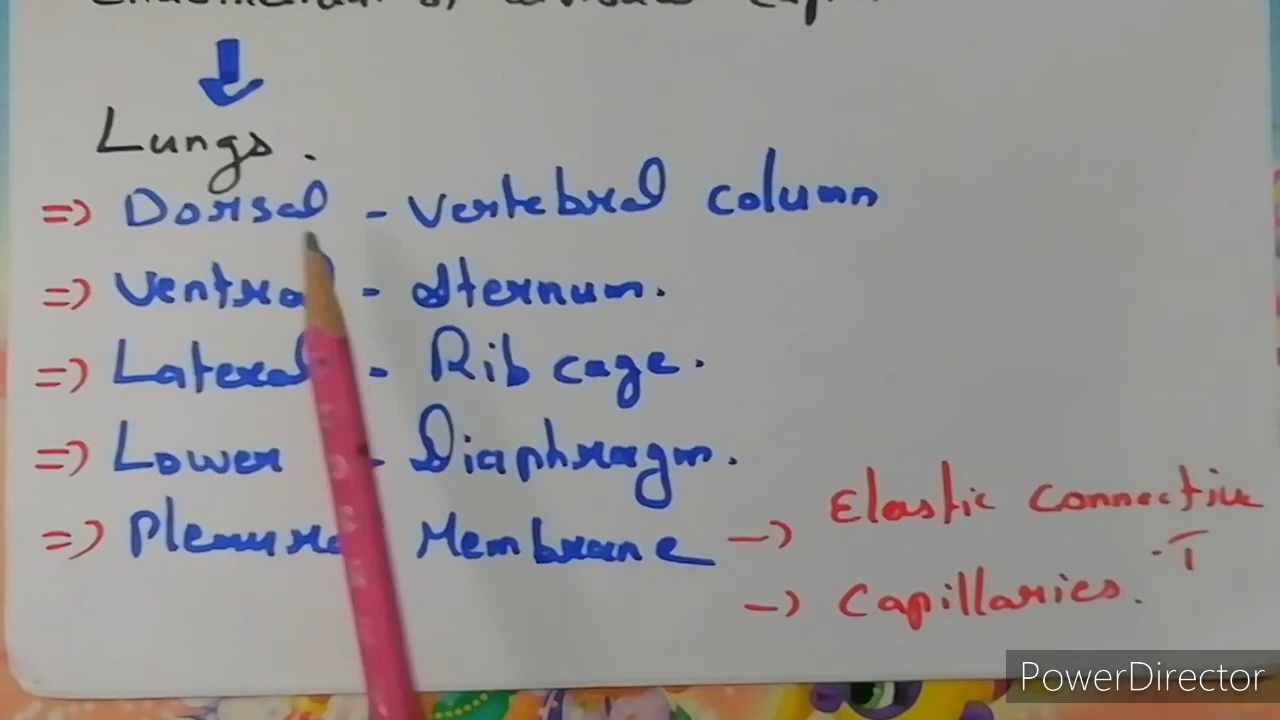 Lungs.
=> Dorsal - Vertebral column
=> Ventral - Sternum.
=> Lateral - Rib cage.
=> Lower - Diaphragm.
=> Pleura Membrane -> Elastic Connective
.T
-> Capillaries.
PowerDirector